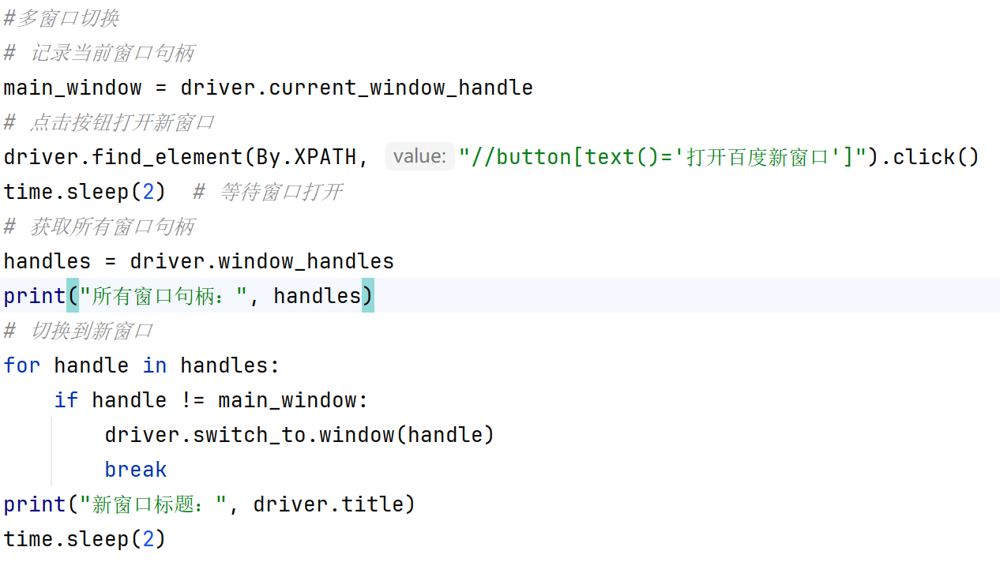 #多窗口切换
# 记录当前窗口句柄
main_window = driver.current_window_handle
# 点击按钮打开新窗口
driver.find_element(By.XPATH, value: "//button[text()='打开百度新窗口']").click()
time.sleep(2)  # 等待窗口打开
# 获取所有窗口句柄
handles = driver.window_handles
print("所有窗口句柄：", handles)
# 切换到新窗口
for handle in handles:
    if handle != main_window:
        driver.switch_to.window(handle)
        break
print("新窗口标题：", driver.title)
time.sleep(2)